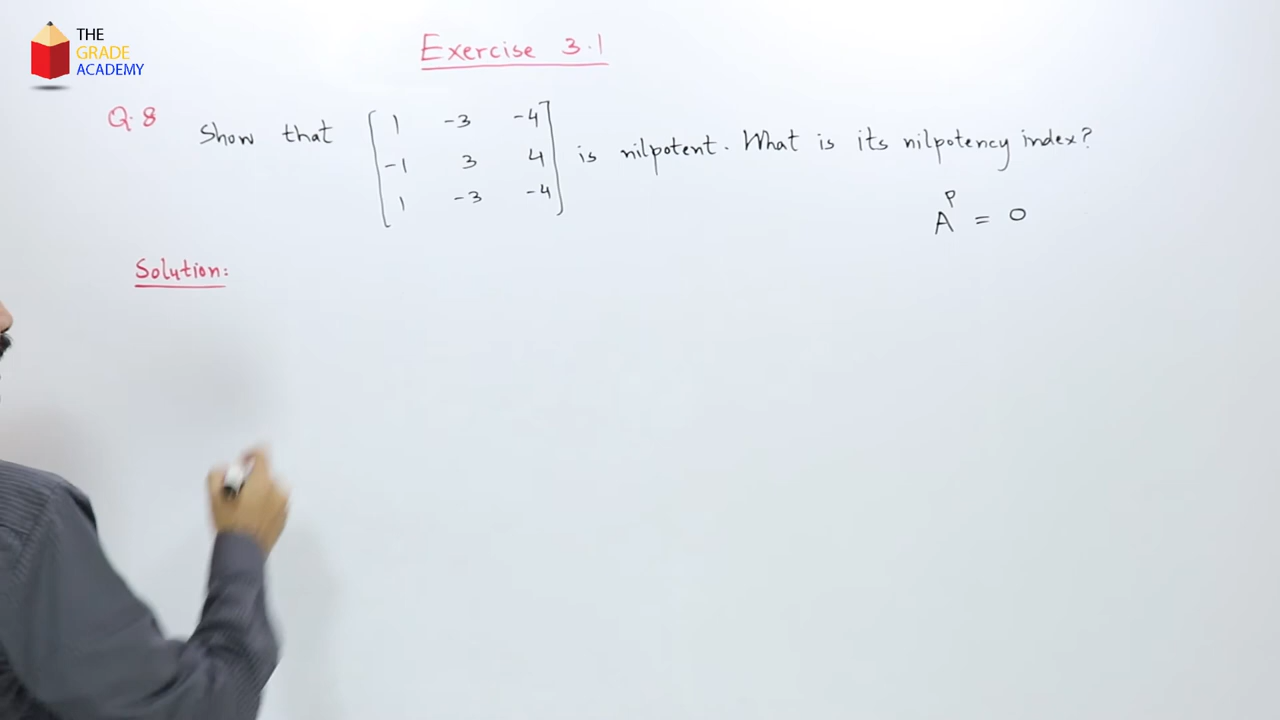 THE
GRADE
ACADEMY
Exercise 3.1
Q.8 Show that [1 -3 -4
-1 3 4
1 -3 -4] is nilpotent. What is its nilpotency index?
A^p = 0
Solution: